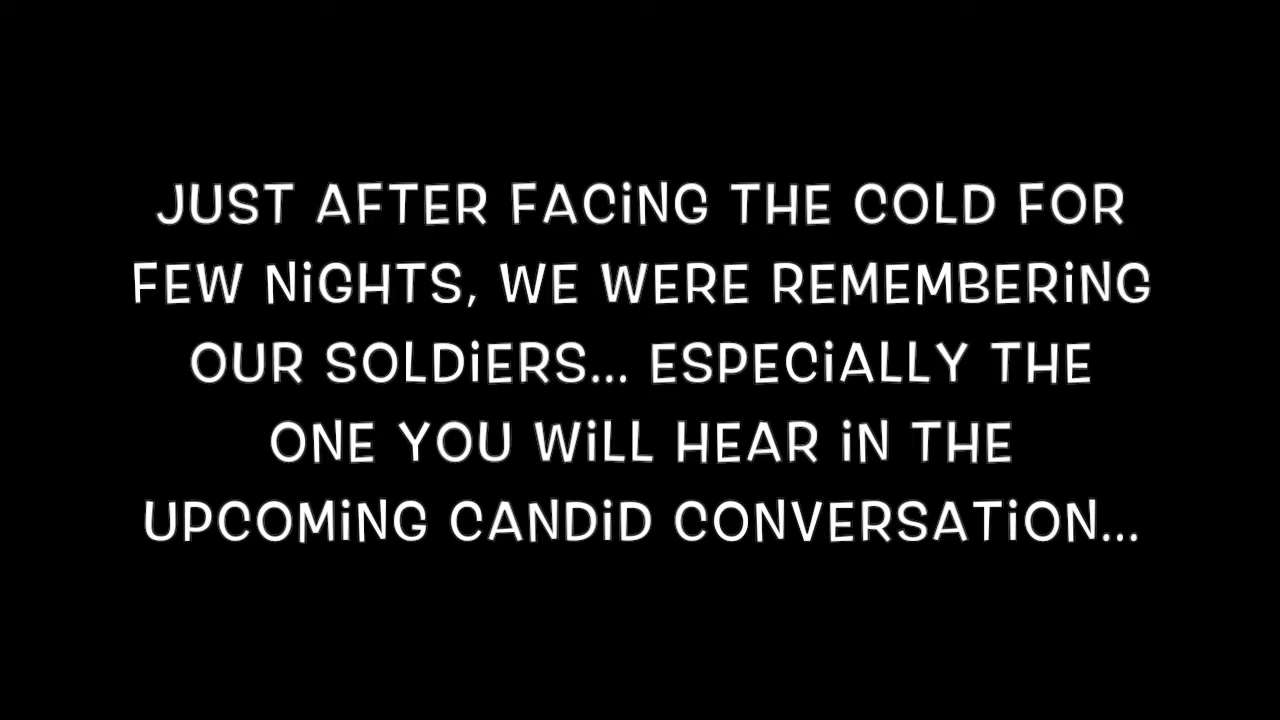 JUST AFTER FACiNG THE COLD FOR
FEW NiGHTS, WE WERE REMEMBERiNG
OUR SOLDiERS... ESPECiALLY THE
ONE YOU WiLL HEAR iN THE
UPCOMiNG CANDiD CONVERSATiON...